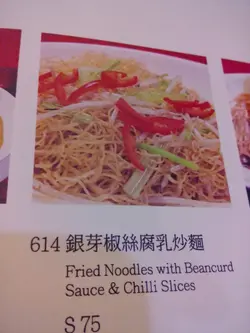 614 銀芽椒絲腐乳炒麵
Fried Noodles with Beancurd
Sauce & Chilli Slices
$ 75